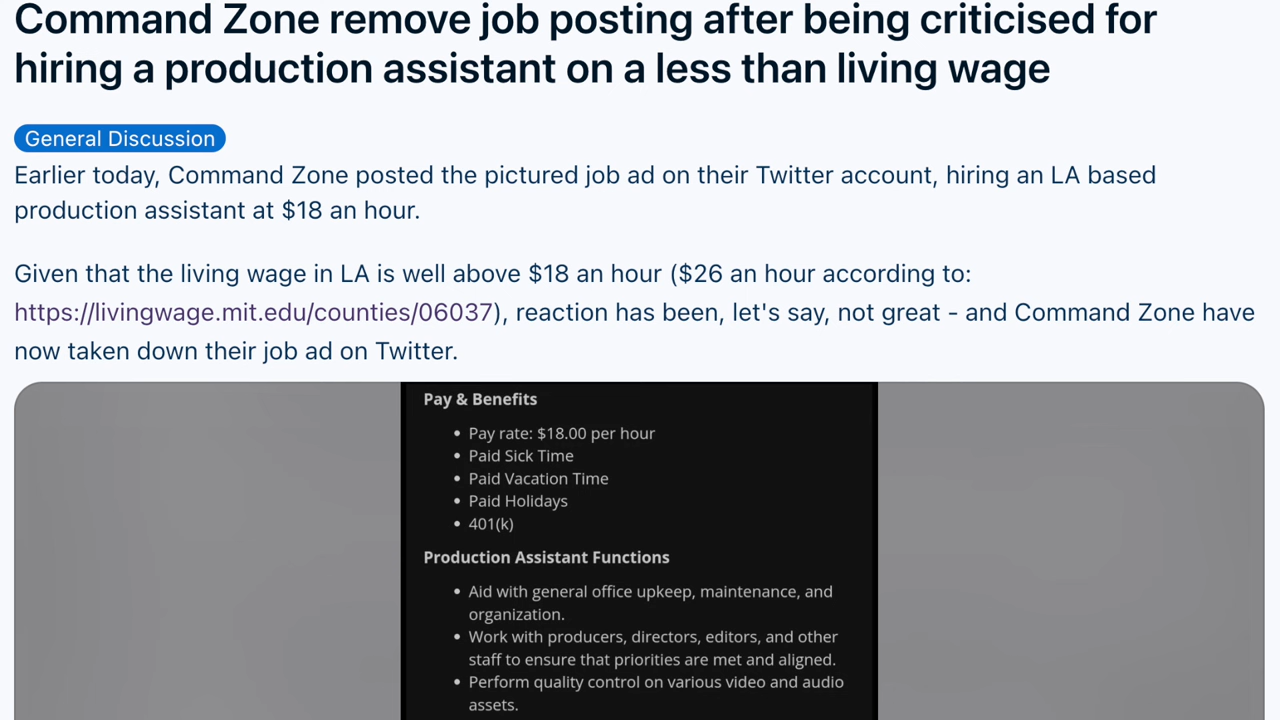 Command Zone remove job posting after being criticised for
hiring a production assistant on a less than living wage
General Discussion
Earlier today, Command Zone posted the pictured job ad on their Twitter account, hiring an LA based
production assistant at $18 an hour.
Given that the living wage in LA is well above $18 an hour ($26 an hour according to:
https://livingwage.mit.edu/counties/06037), reaction has been, let's say, not great - and Command Zone have
now taken down their job ad on Twitter.
Pay & Benefits
• Pay rate: $18.00 per hour
• Paid Sick Time
• Paid Vacation Time
• Paid Holidays
• 401(k)
Production Assistant Functions
• Aid with general office upkeep, maintenance, and
organization.
• Work with producers, directors, editors, and other
staff to ensure that priorities are met and aligned.
• Perform quality control on various video and audio
assets.